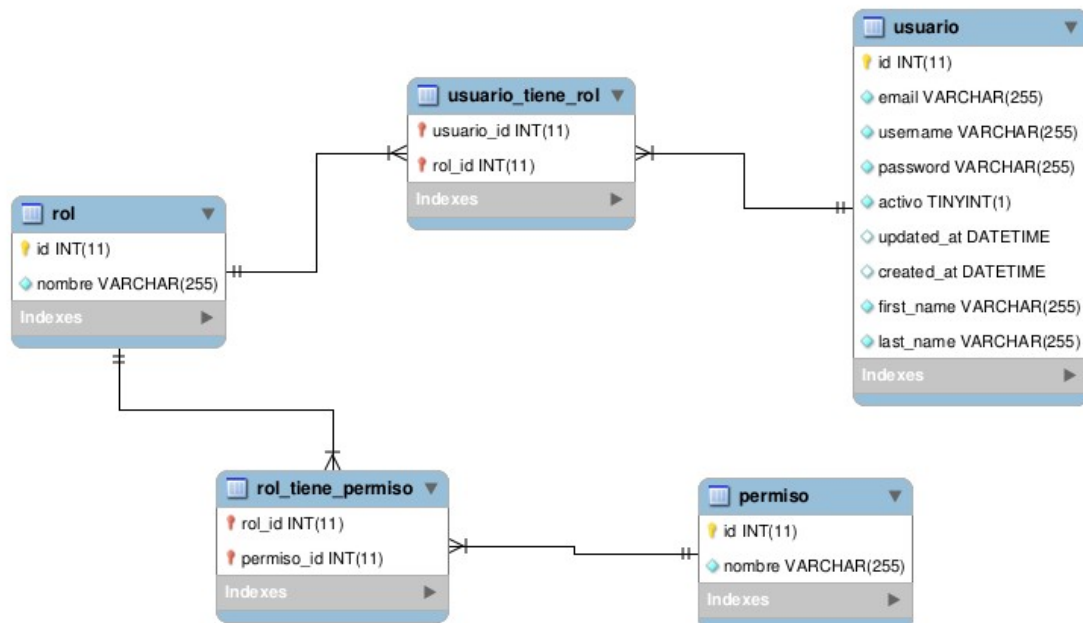 usuario
id INT(11)
email VARCHAR(255)
username VARCHAR(255)
password VARCHAR(255)
activo TINYINT(1)
updated_at DATETIME
created_at DATETIME
first_name VARCHAR(255)
last_name VARCHAR(255)
Indexes
usuario_tiene_rol
usuario_id INT(11)
rol_id INT(11)
Indexes
rol
id INT(11)
nombre VARCHAR(255)
Indexes
rol_tiene_permiso
rol_id INT(11)
permiso_id INT(11)
Indexes
permiso
id INT(11)
nombre VARCHAR(255)
Indexes